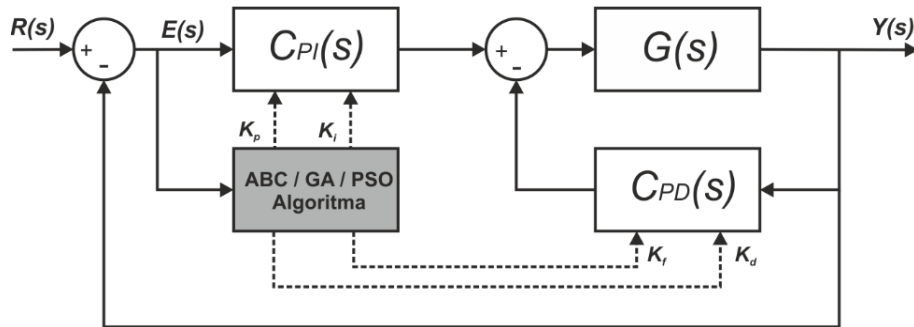 R(s)
E(s)
CPI(s)
G(s)
Y(s)
+
-
+
-
Kp
Ki
ABC / GA / PSO
Algoritma
CPD(s)
Kf
Kd